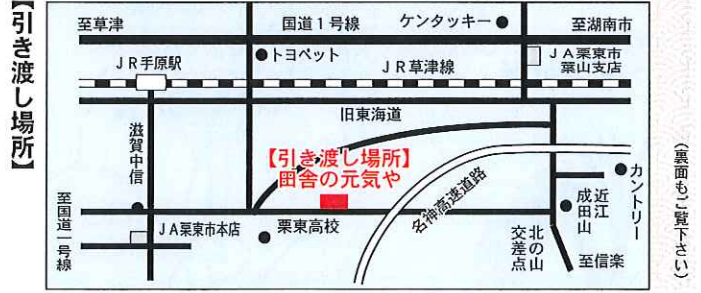 【引き渡し場所】
至草津
国道1号線
ケンタッキー
至湖南市
トヨペット
JR手原駅
JR草津線
JA栗東市
葉山支店
旧東海道
滋賀中信
【引き渡し場所】
田舎の元気や
名神高速道路
カントリー
近江
成田山
至国道一号線
JA栗東市本店
栗東高校
北の山
交差点
至信楽
(裏面もご覧下さい)